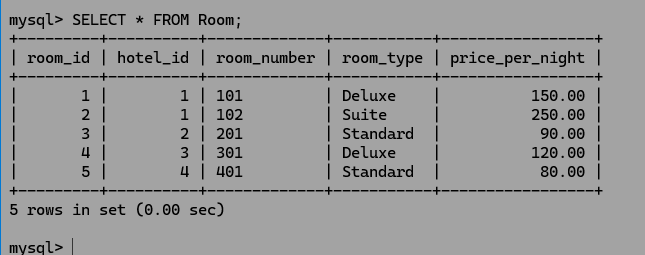 mysql> SELECT * FROM Room;
+---------+----------+-------------+-----------+-----------------+
| room_id | hotel_id | room_number | room_type | price_per_night |
+---------+----------+-------------+-----------+-----------------+
|       1 |        1 | 101         | Deluxe    |          150.00 |
|       2 |        1 | 102         | Suite     |          250.00 |
|       3 |        2 | 201         | Standard  |           90.00 |
|       4 |        3 | 301         | Deluxe    |          120.00 |
|       5 |        4 | 401         | Standard  |           80.00 |
+---------+----------+-------------+-----------+-----------------+
5 rows in set (0.00 sec)
mysql>